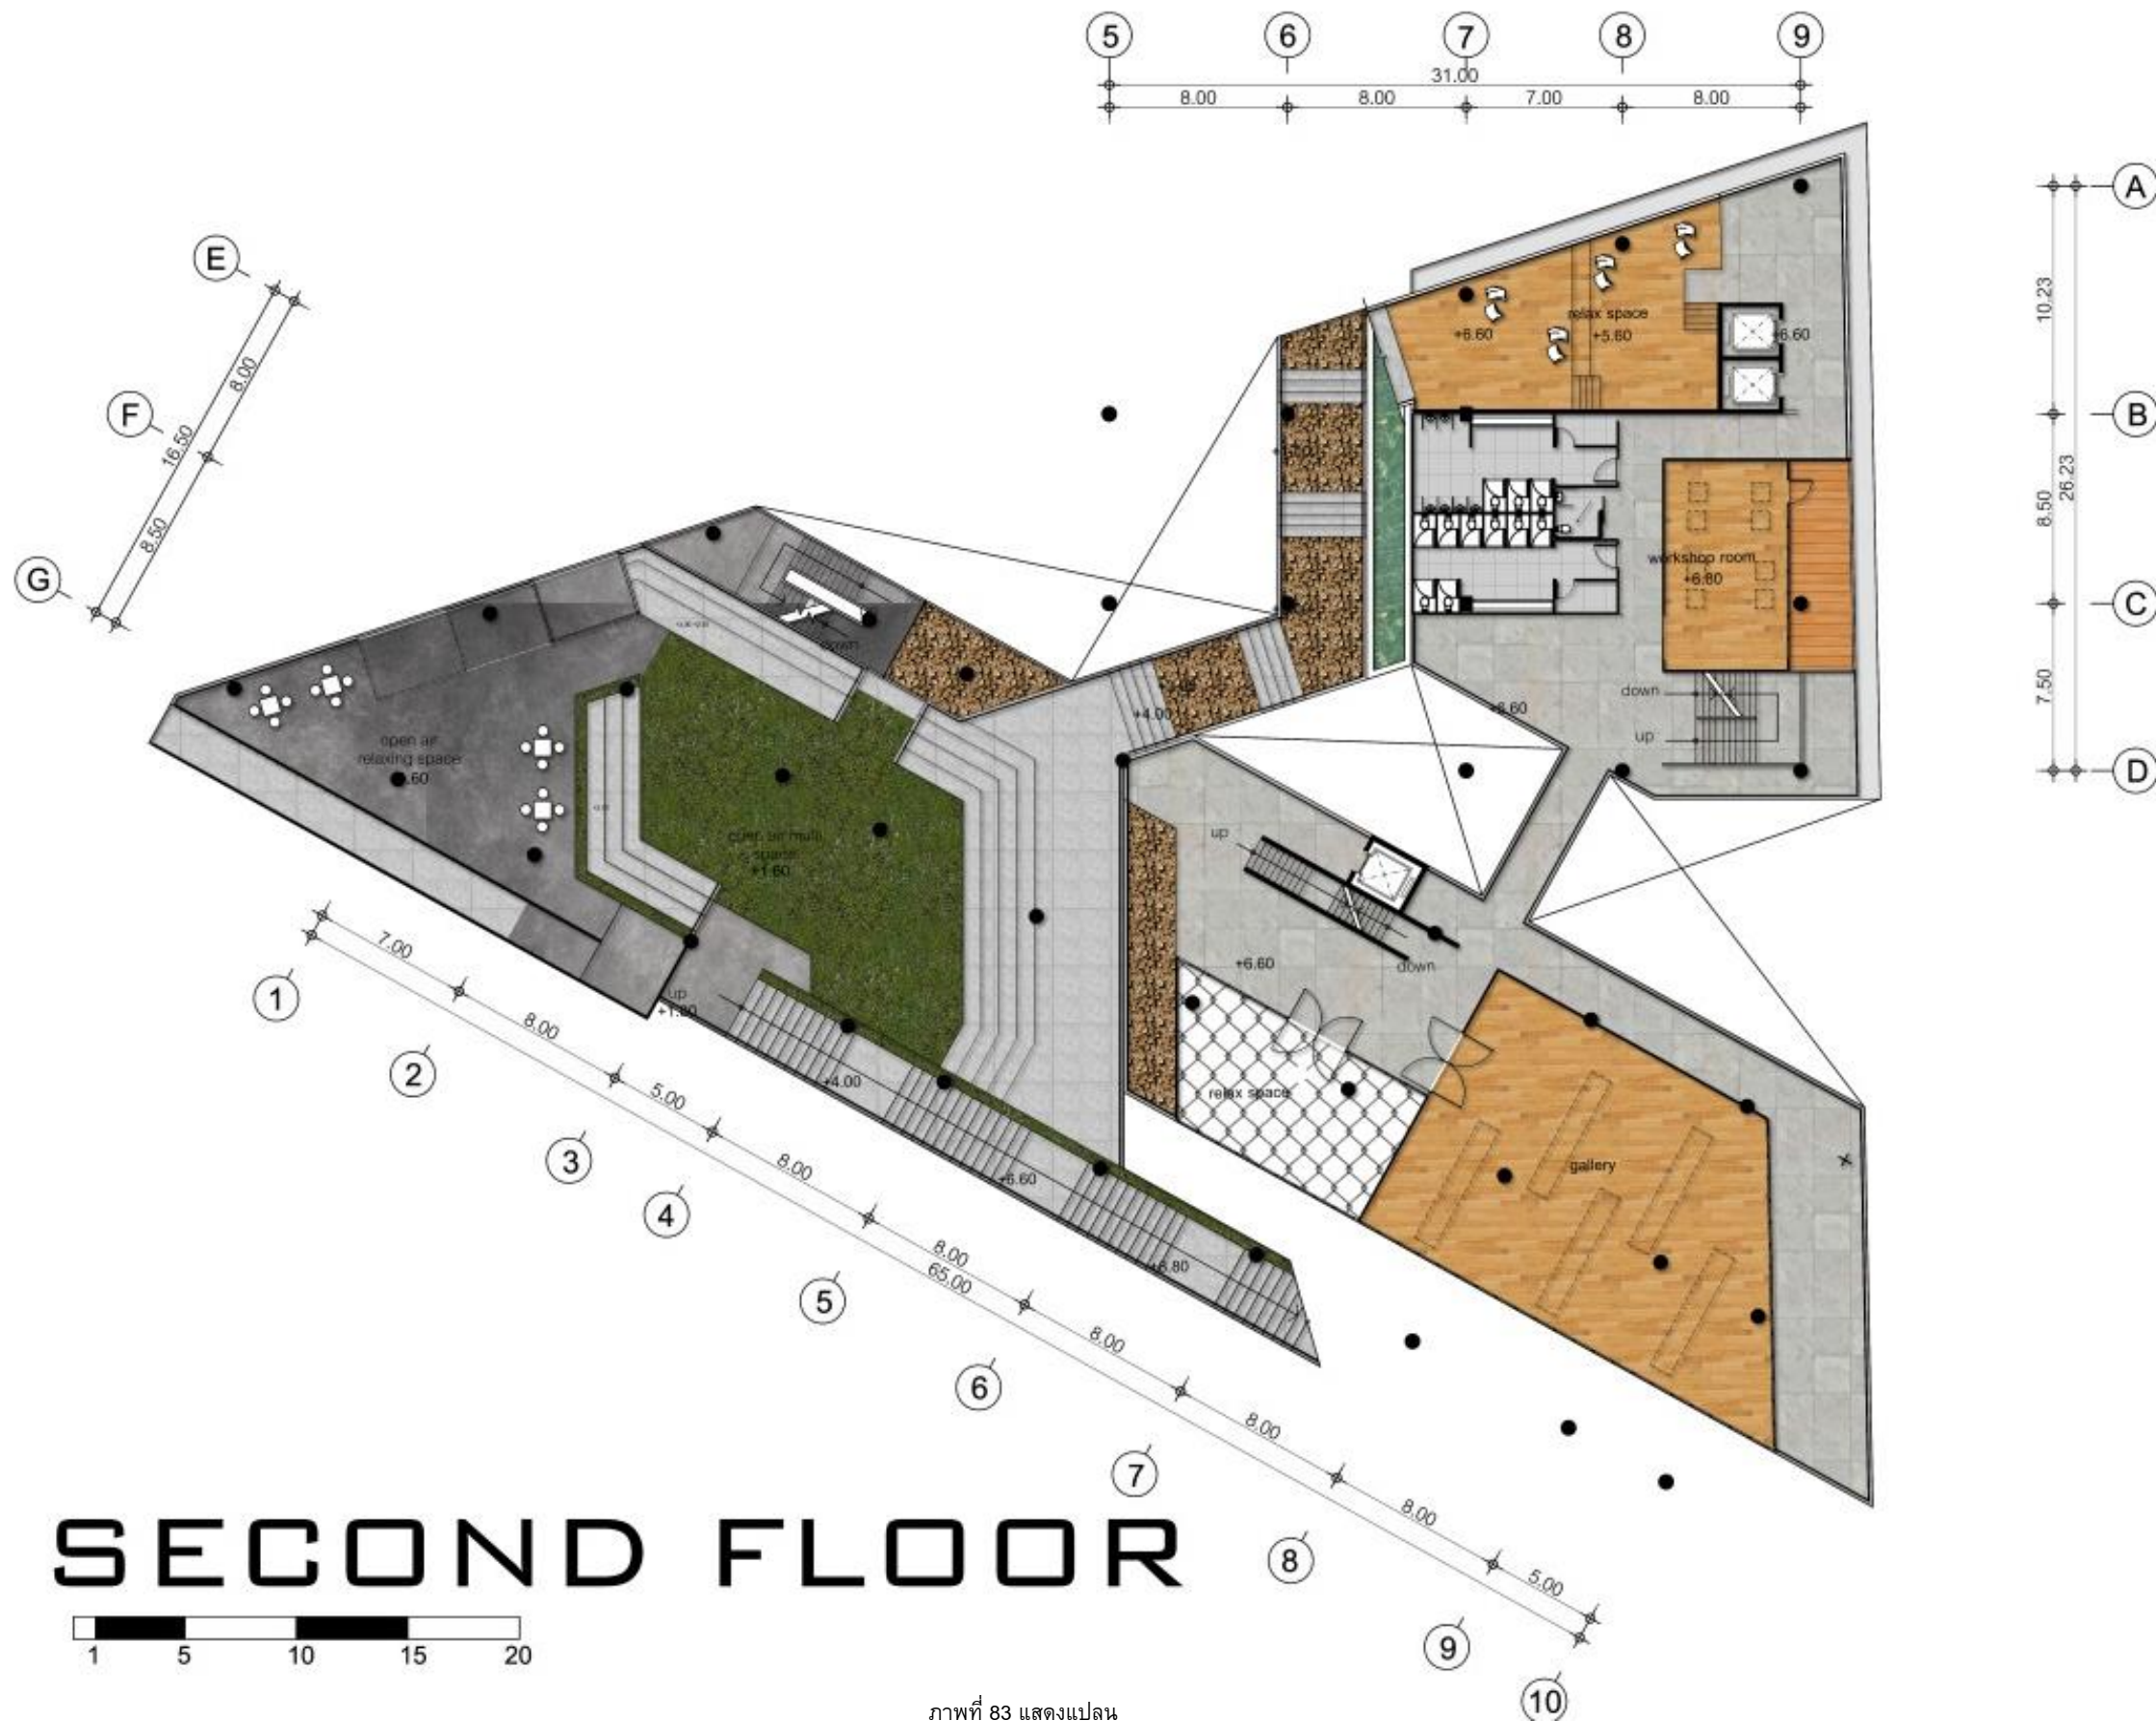 5 6 7 8 9
31.00
8.00 8.00 7.00 8.00
A
B
C
D
10.23
8.50
7.50
26.23
E
F
G
8.00
16.50
8.50
relax space
+6.60 +5.60 +6.60
workshop room
+6.80
down
up
+6.60
+4.00
down
open air
relaxing space
space
+1.60
up
+6.60
down
up
+4.00
+6.60
relax space
gallery
7.00
8.00
5.00
8.00
8.00
65.00
8.00
8.00
8.00
5.00
1
2
3
4
5
6
7
8
9
10
SECOND FLOOR
1 5 10 15 20
ภาพที่ 83 แสดงแปลน